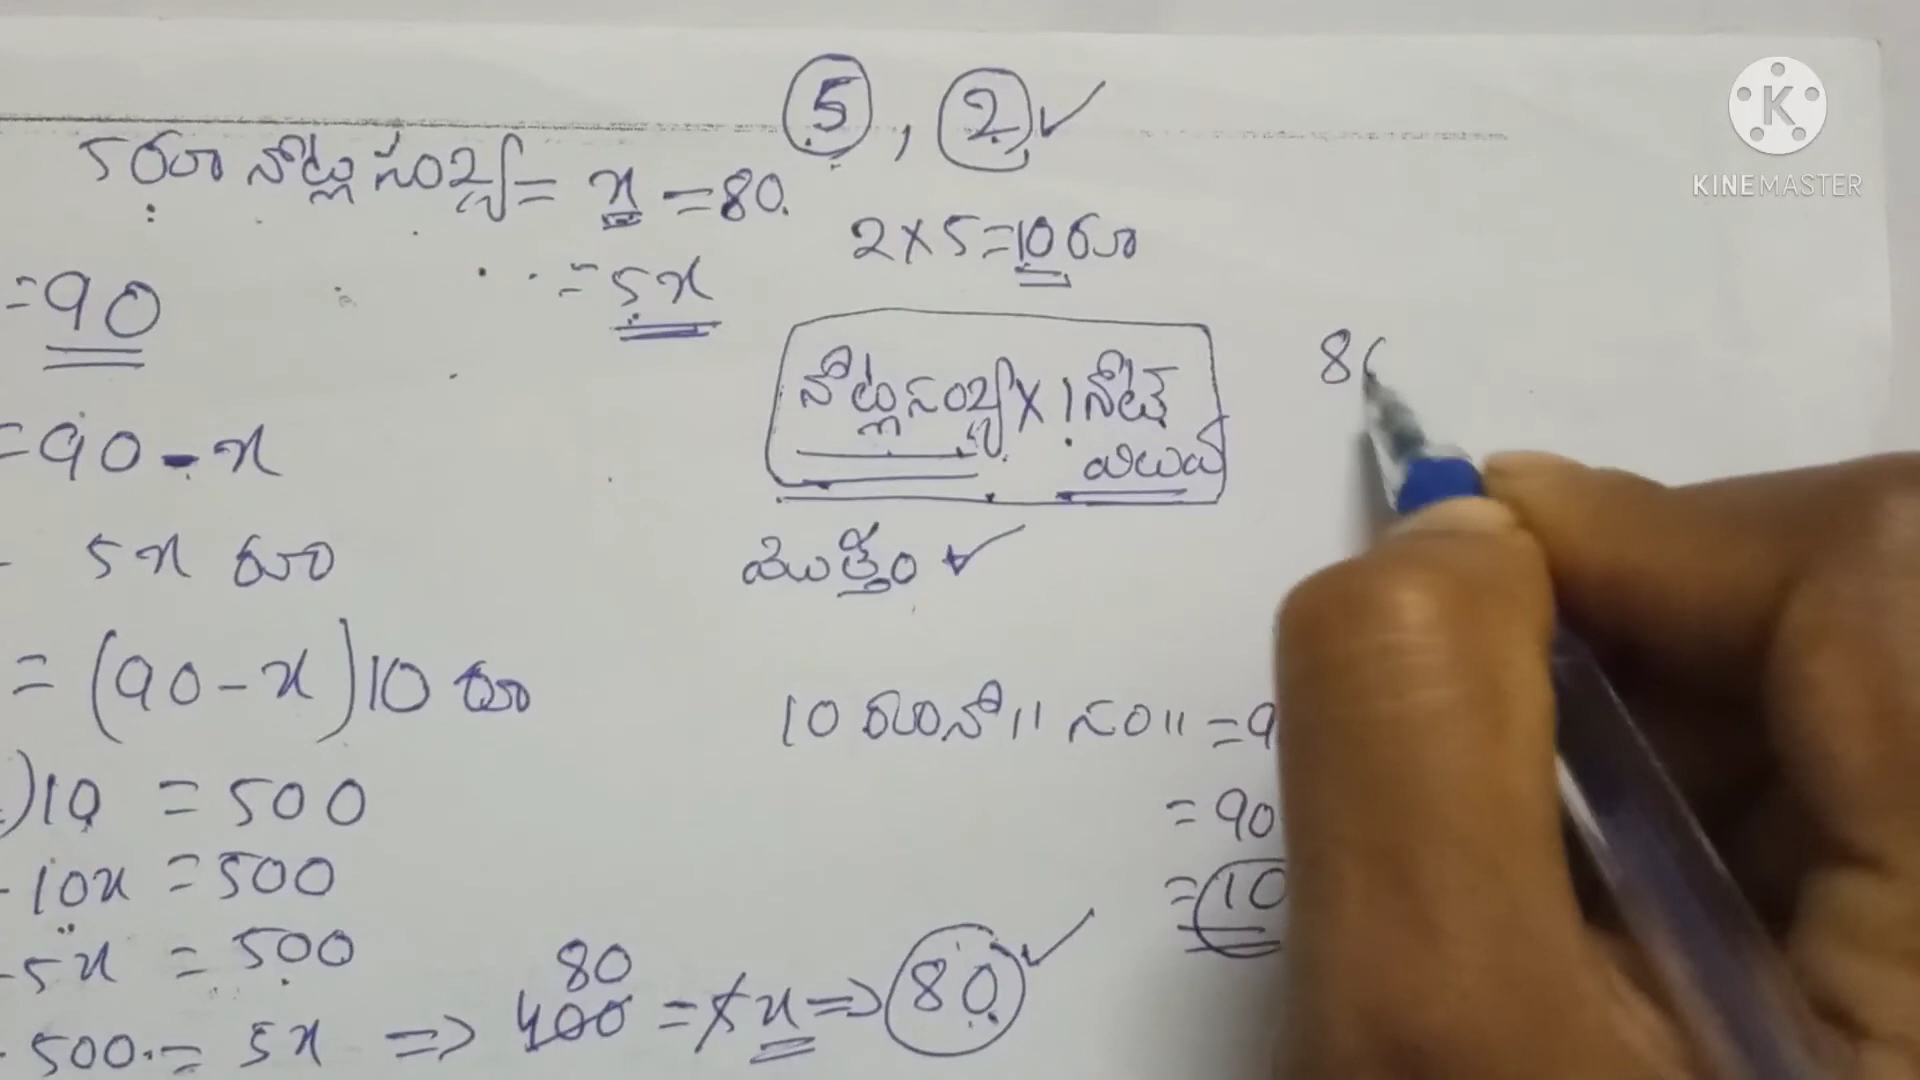 5, 2 ✓
K
KINEMASTER
5రూ నోట్ల సంఖ్య = x = 80.
2 × 5 = 10 రూ
= 5x
= 90
నోట్ల సంఖ్య × 1 నోట్
విలువ
86
= 90 - x
మొత్తం ✓
- 5x రూ
= (90 - x)10 రూ
10 రూ నో॥ సం॥ = 9
)10 = 500
= 90
- 10x = 500
= 10
- 5x = 500
80
- 500 = 5x ⇒ 400 = 5x ⇒ 80 ✓